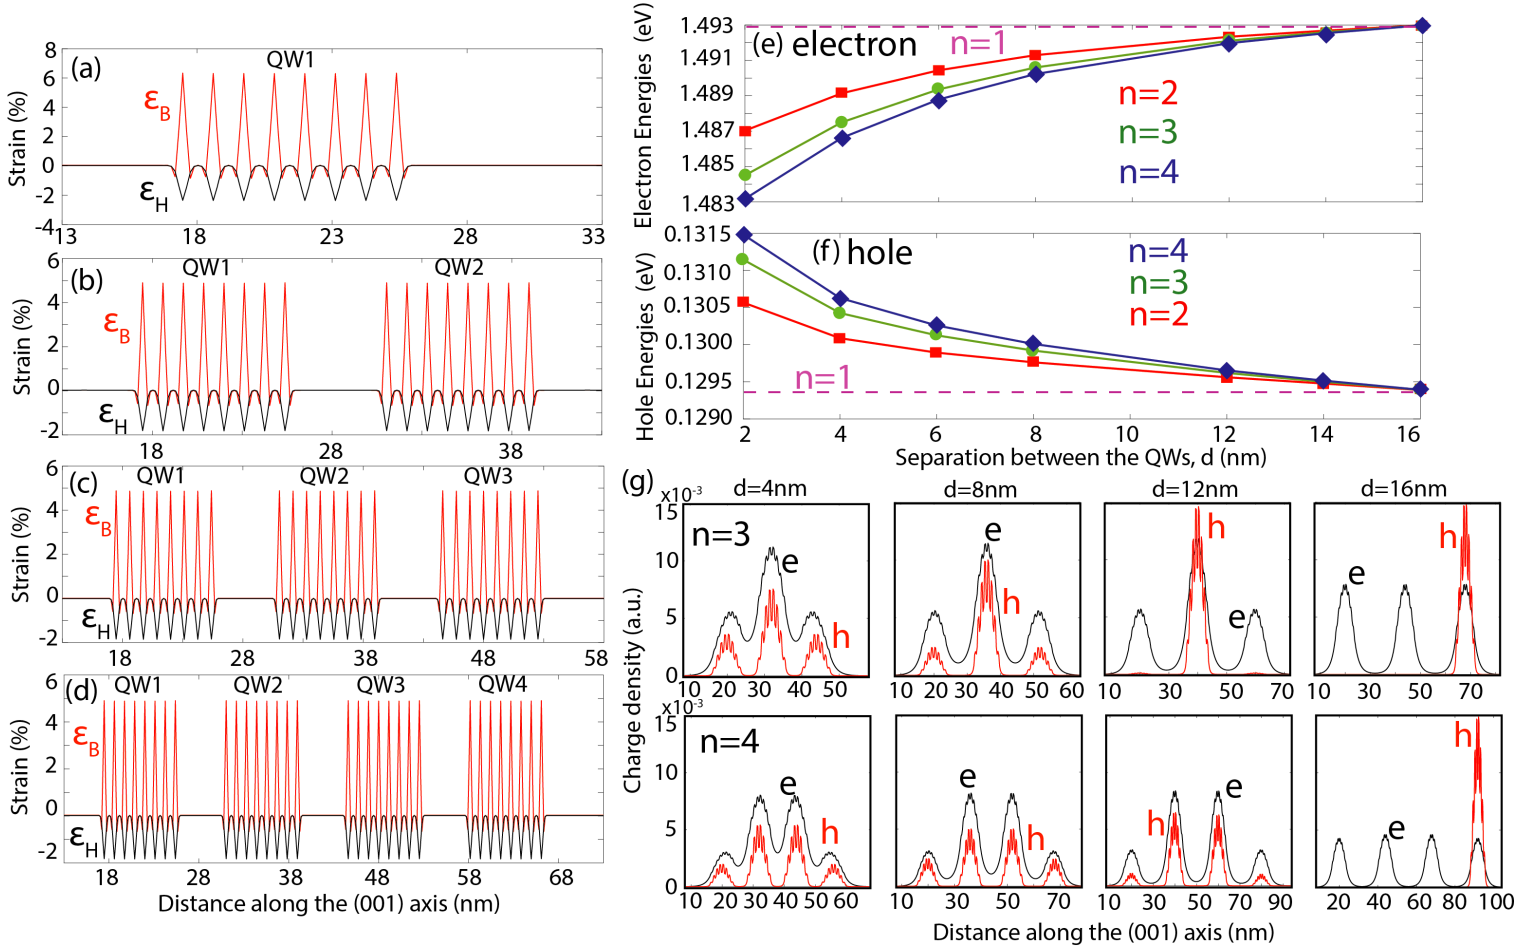 (a)
QW1
8
6
4
2
0
-2
-4
Strain (%)
εB
εH
13
18
23
28
33
(b)
QW1
QW2
6
4
2
0
-2
Strain (%)
εB
εH
18
28
38
(c)
QW1
QW2
QW3
6
4
2
0
-2
Strain (%)
εB
εH
18
28
38
48
58
(d)
QW1
QW2
QW3
QW4
6
4
2
0
-2
Strain (%)
εB
εH
18
28
38
48
58
68
Distance along the (001) axis (nm)
(e) electron
n=1
n=2
n=3
n=4
1.493
1.491
1.489
1.487
1.485
1.483
Electron Energies (eV)
(f) hole
n=4
n=3
n=2
n=1
0.1315
0.1310
0.1305
0.1300
0.1295
0.1290
Hole Energies (eV)
2
4
6
8
10
12
14
16
Separation between the QWs, d (nm)
(g)
x10-3
d=4nm
d=8nm
d=12nm
d=16nm
15
10
5
0
n=3
e
h
e
h
h
e
h
e
10 20 30 40 50
10 20 30 40 50 60
10
30
50
70
10
30
50
70
x10-3
15
10
5
0
n=4
e
h
e
h
h
e
h
e
10 20 30 40 50 60
10
30
50
70
10
30
50
70
90
20 40 60 80 100
Charge density (a.u.)
Distance along the (001) axis (nm)